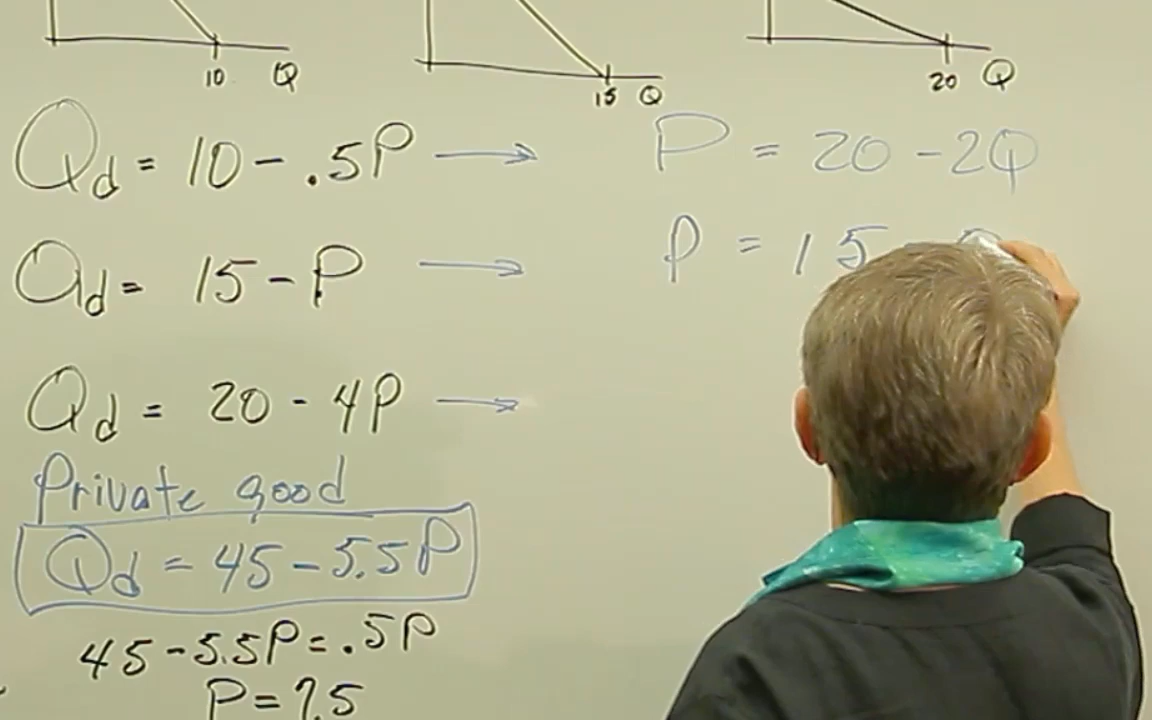 10 Q
15 Q
20 Q
Qd = 10 - .5P → P = 20 - 2Q
Qd = 15 - P → P = 15
Qd = 20 - 4P →
Private good
Qd = 45 - 5.5P
45 - 5.5P = .5P
P = 7.5